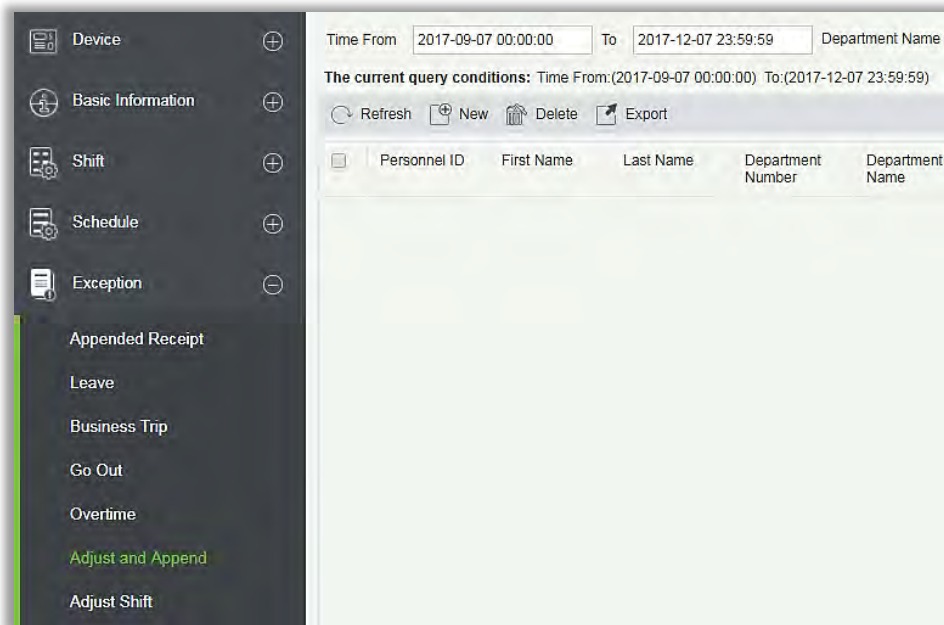 Device
Basic Information
Shift
Schedule
Exception
Appended Receipt
Leave
Business Trip
Go Out
Overtime
Adjust and Append
Adjust Shift
Time From 2017-09-07 00:00:00 To 2017-12-07 23:59:59 Department Name
The current query conditions: Time From:(2017-09-07 00:00:00) To:(2017-12-07 23:59:59)
Refresh New Delete Export
Personnel ID First Name Last Name Department Department
Number Name